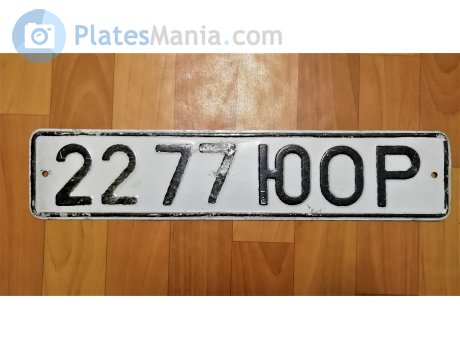 PlatesMania.com
22 77 ЮОР